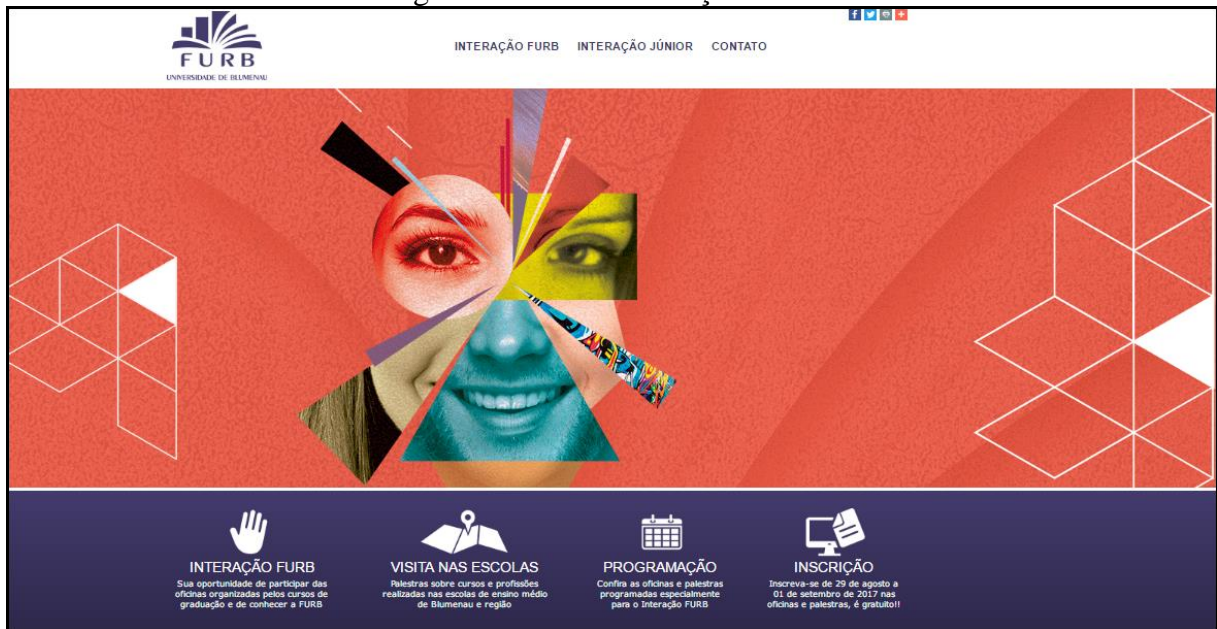 FURB
UNIVERSIDADE DE BLUMENAU
INTERAÇÃO FURB INTERAÇÃO JÚNIOR CONTATO
INTERAÇÃO FURB
Sua oportunidade de participar das
oficinas organizadas pelos cursos de
graduação e de conhecer a FURB
VISITA NAS ESCOLAS
Palestras sobre cursos e profissões
realizadas nas escolas de ensino médio
de Blumenau e região
PROGRAMAÇÃO
Confira as oficinas e palestras
programadas especialmente
para o Interação FURB
INSCRIÇÃO
Inscreva-se de 29 de agosto a
01 de setembro de 2017 nas
oficinas e palestras, é gratuito!!